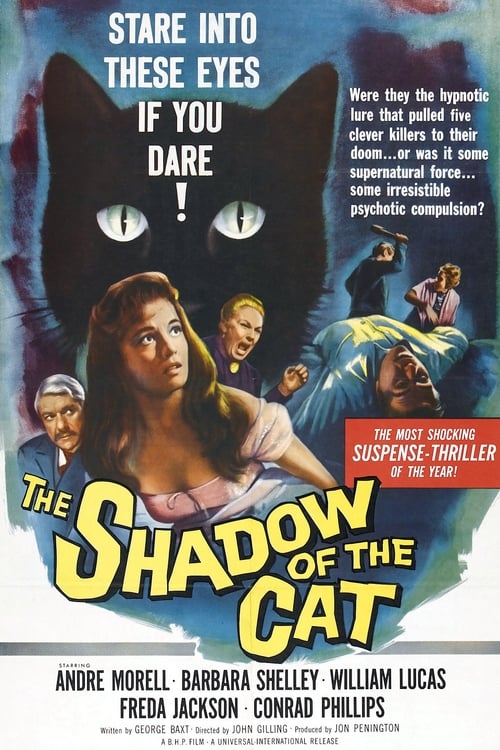 STARE INTO
THESE EYES
IF YOU
DARE
!
Were they the hypnotic
lure that pulled five
clever killers to their
doom...or was it some
supernatural force...
some irresistible
psychotic compulsion?
THE MOST SHOCKING
SUSPENSE-THRILLER
OF THE YEAR!
THE SHADOW
OF THE
CAT
STARRING
ANDRE MORELL · BARBARA SHELLEY · WILLIAM LUCAS
FREDA JACKSON · CONRAD PHILLIPS
Written by GEORGE BAXT · Directed by JOHN GILLING · Produced by JON PENINGTON
A B.H.P. FILM · A UNIVERSAL-INTERNATIONAL RELEASE